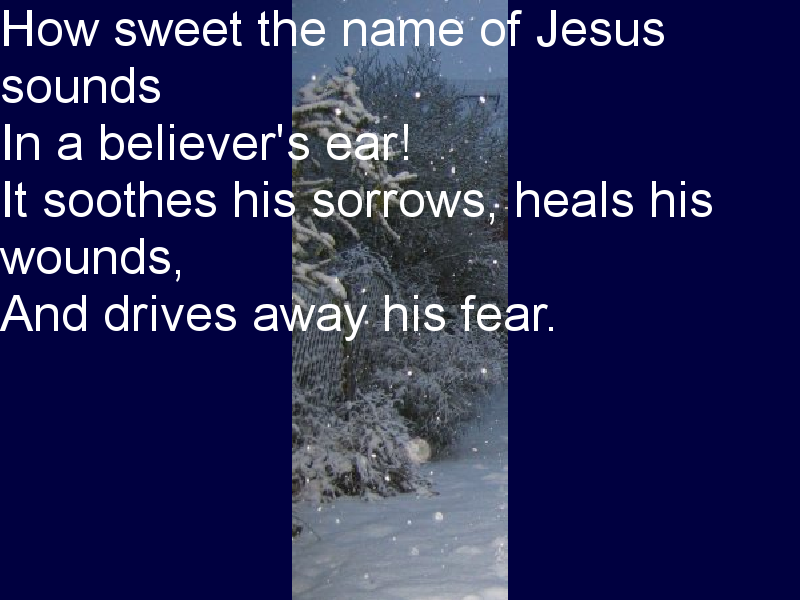 How sweet the name of Jesus
sounds
In a believer's ear!
It soothes his sorrows, heals his
wounds,
And drives away his fear.